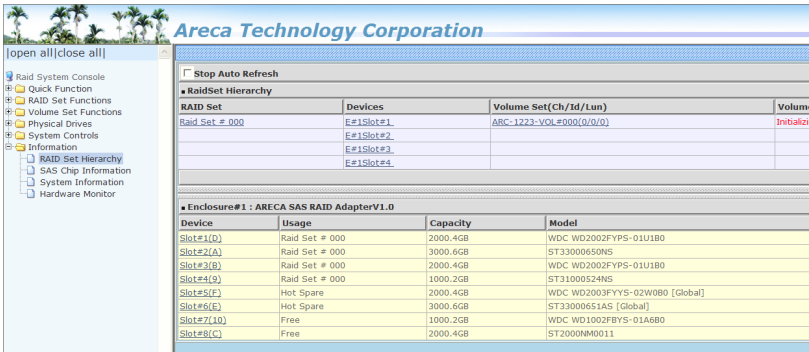 Areca Technology Corporation
|open all|close all|
Raid System Console
Quick Function
RAID Set Functions
Volume Set Functions
Physical Drives
System Controls
Information
RAID Set Hierarchy
SAS Chip Information
System Information
Hardware Monitor
Stop Auto Refresh
RaidSet Hierarchy
RAID Set Devices Volume Set(Ch/Id/Lun) Volume
Raid Set # 000 E#1Slot#1 ARC-1223-VOL#000(0/0/0) Initializi
E#1Slot#2
E#1Slot#3
E#1Slot#4
Enclosure#1 : ARECA SAS RAID AdapterV1.0
Device Usage Capacity Model
Slot#1(D) Raid Set # 000 2000.4GB WDC WD2002FYPS-01U1B0
Slot#2(A) Raid Set # 000 3000.6GB ST33000650NS
Slot#3(B) Raid Set # 000 2000.4GB WDC WD2002FYPS-01U1B0
Slot#4(9) Raid Set # 000 1000.2GB ST31000524NS
Slot#5(F) Hot Spare 2000.4GB WDC WD2003FYYS-02W0B0 [Global]
Slot#6(E) Hot Spare 3000.6GB ST33000651AS [Global]
Slot#7(10) Free 1000.2GB WDC WD1002FBYS-01A6B0
Slot#8(C) Free 2000.4GB ST2000NM0011